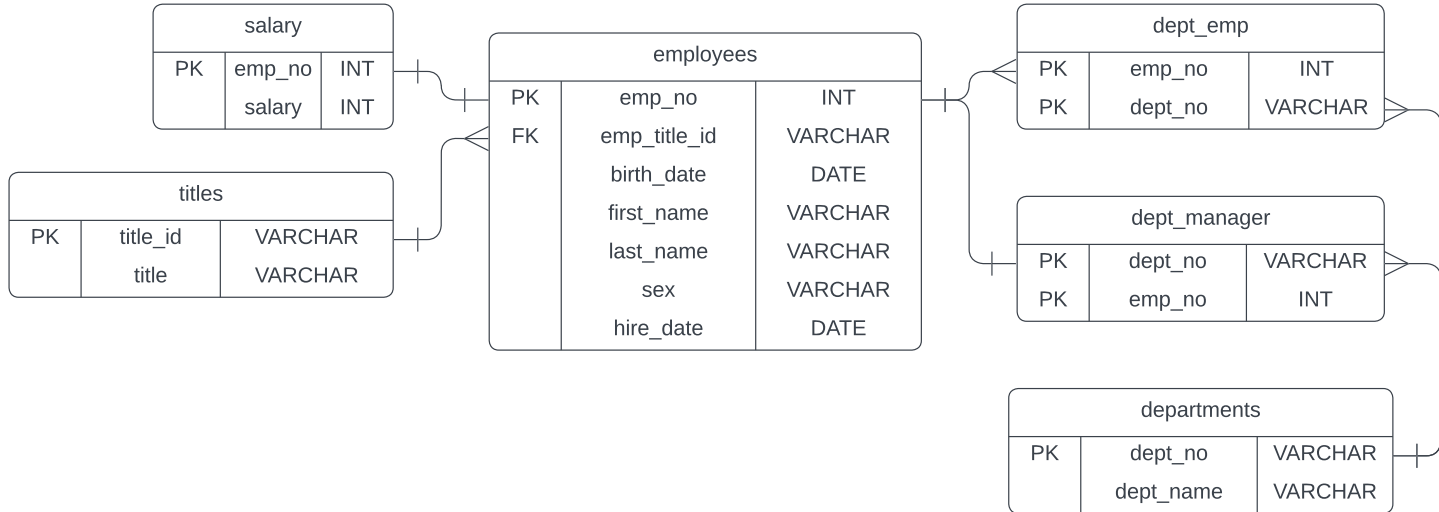 salary
PK emp_no INT
salary INT
titles
PK title_id VARCHAR
title VARCHAR
employees
PK emp_no INT
FK emp_title_id VARCHAR
birth_date DATE
first_name VARCHAR
last_name VARCHAR
sex VARCHAR
hire_date DATE
dept_emp
PK emp_no INT
PK dept_no VARCHAR
dept_manager
PK dept_no VARCHAR
PK emp_no INT
departments
PK dept_no VARCHAR
dept_name VARCHAR